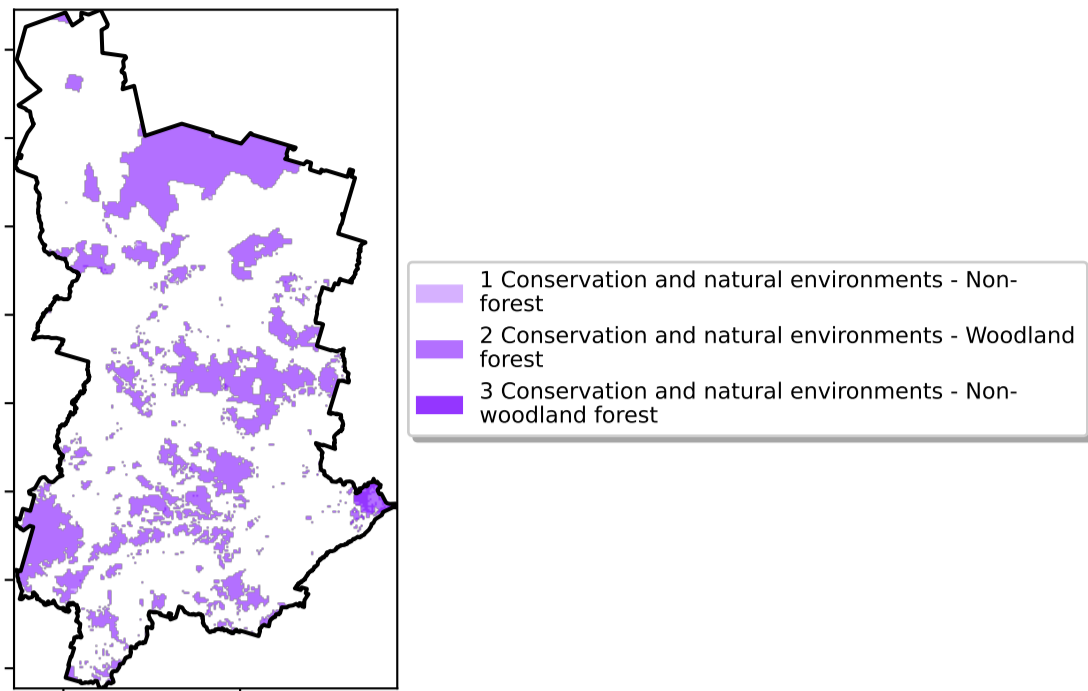 1 Conservation and natural environments - Non-
forest
2 Conservation and natural environments - Woodland
forest
3 Conservation and natural environments - Non-
woodland forest